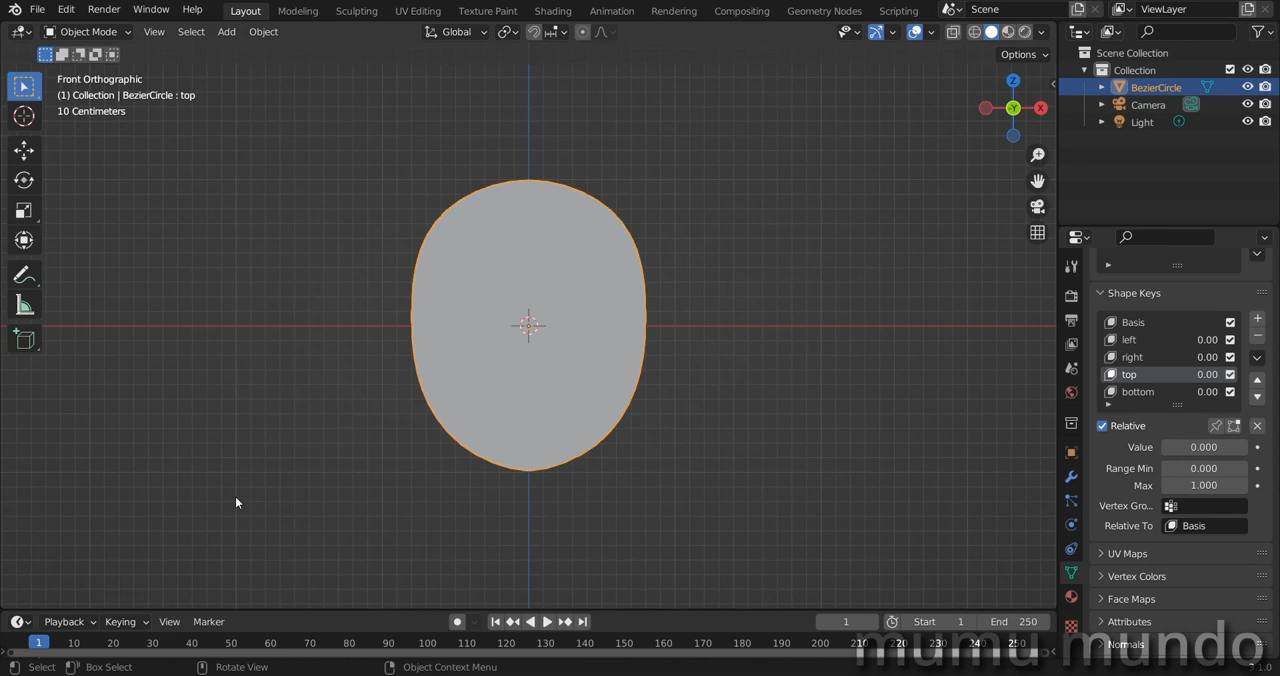 File Edit Render Window Help Layout Modeling Sculpting UV Editing Texture Paint Shading Animation Rendering Compositing Geometry Nodes Scripting Scene ViewLayer
Object Mode View Select Add Object Global
Options
Front Orthographic
(1) Collection | BezierCircle : top
10 Centimeters
Z
-Y
X
Scene Collection
Collection
BezierCircle
Camera
Light
Shape Keys
Basis
left 0.00
right 0.00
top 0.00
bottom 0.00
Relative
Value 0.000
Range Min 0.000
Max 1.000
Vertex Gro...
Relative To Basis
UV Maps
Vertex Colors
Face Maps
Attributes
Normals
Playback Keying View Marker 1 Start 1 End 250
1 10 20 30 40 50 60 70 80 90 100 110 120 130 140 150 160 170 180 190 200 210 220 230 240 250
Select Box Select Rotate View Object Context Menu 3.1.0
mumu mundo